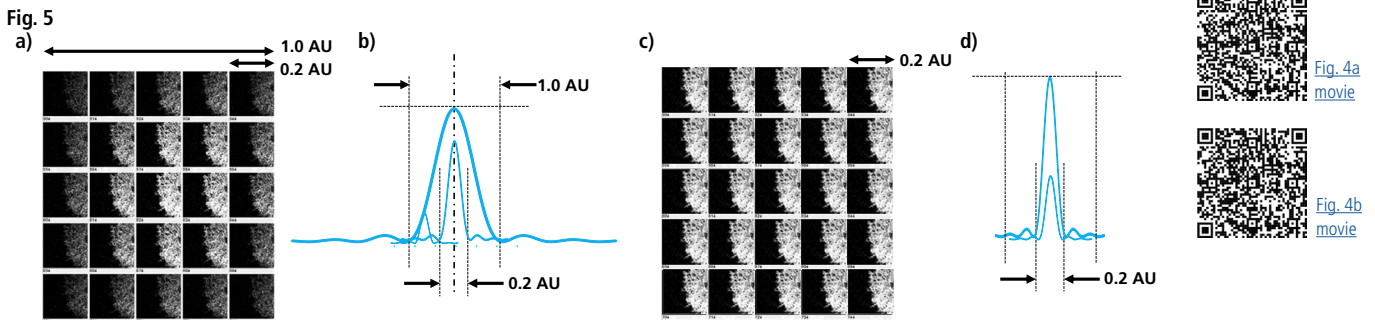 Fig. 5
a)
1.0 AU
0.2 AU
b)
1.0 AU
0.2 AU
c)
0.2 AU
d)
0.2 AU
Fig. 4a
movie
Fig. 4b
movie